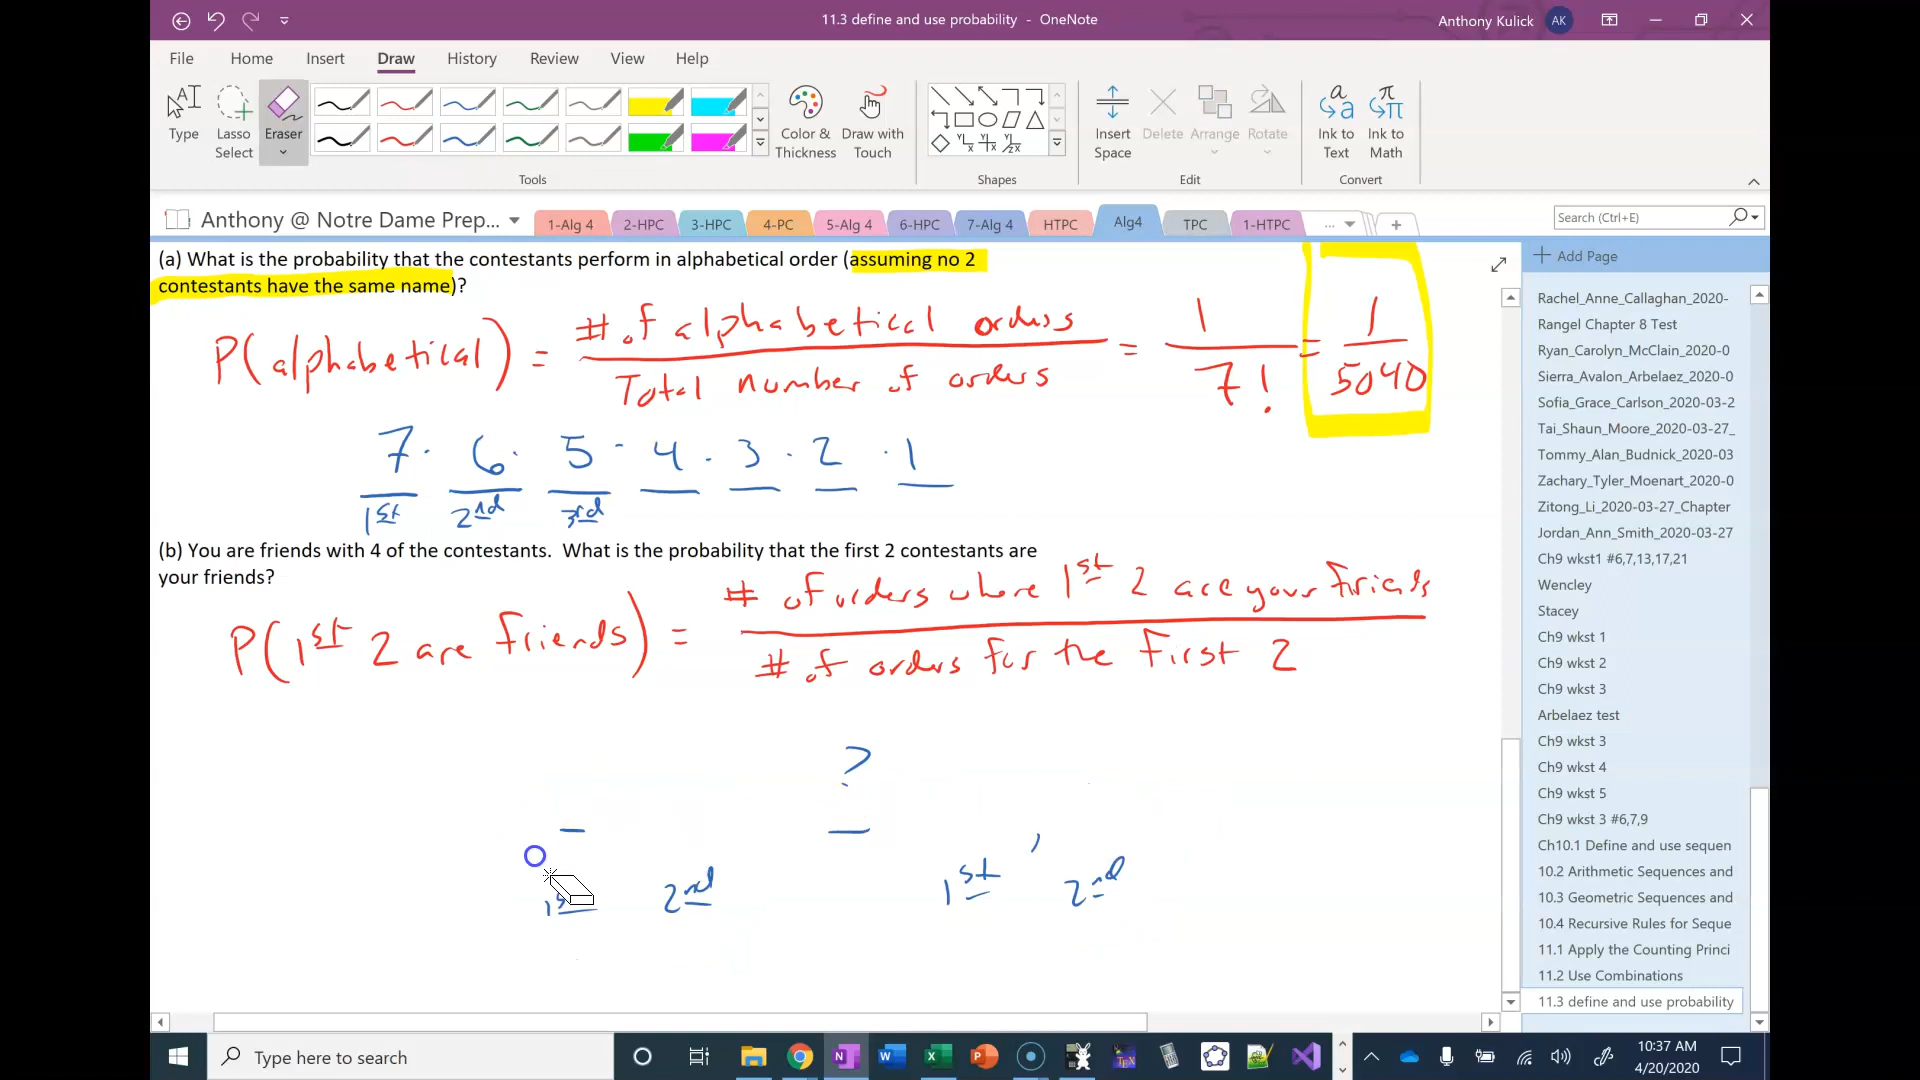 11.3 define and use probability - OneNote
Anthony Kulick AK
File Home Insert Draw History Review View Help
Type
Lasso Select
Eraser
Color & Thickness
Draw with Touch
Insert Space
Delete
Arrange
Rotate
Ink to Text
Ink to Math
Tools
Shapes
Edit
Convert
Anthony @ Notre Dame Prep...
1-Alg 4 2-HPC 3-HPC 4-PC 5-Alg 4 6-HPC 7-Alg 4 HTPC Alg4 TPC 1-HTPC ... +
Search (Ctrl+E)
(a) What is the probability that the contestants perform in alphabetical order (assuming no 2
contestants have the same name)?
P(alphabetical) = # of alphabetical orders / Total number of orders = 1 / 7! = 1 / 5040
7 · 6 · 5 · 4 · 3 · 2 · 1
1st 2nd 3rd
(b) You are friends with 4 of the contestants. What is the probability that the first 2 contestants are
your friends?
P(1st 2 are friends) = # of orders where 1st 2 are your friends / # of orders for the first 2
?
1st 2nd 1st , 2nd
Add Page
Rachel_Anne_Callaghan_2020-
Rangel Chapter 8 Test
Ryan_Carolyn_McClain_2020-0
Sierra_Avalon_Arbelaez_2020-0
Sofia_Grace_Carlson_2020-03-2
Tai_Shaun_Moore_2020-03-27_
Tommy_Alan_Budnick_2020-03
Zachary_Tyler_Moenart_2020-0
Zitong_Li_2020-03-27_Chapter
Jordan_Ann_Smith_2020-03-27
Ch9 wkst1 #6,7,13,17,21
Wencley
Stacey
Ch9 wkst 1
Ch9 wkst 2
Ch9 wkst 3
Arbelaez test
Ch9 wkst 3
Ch9 wkst 4
Ch9 wkst 5
Ch9 wkst 3 #6,7,9
Ch10.1 Define and use sequen
10.2 Arithmetic Sequences and
10.3 Geometric Sequences and
10.4 Recursive Rules for Seque
11.1 Apply the Counting Princi
11.2 Use Combinations
11.3 define and use probability
Type here to search
10:37 AM
4/20/2020